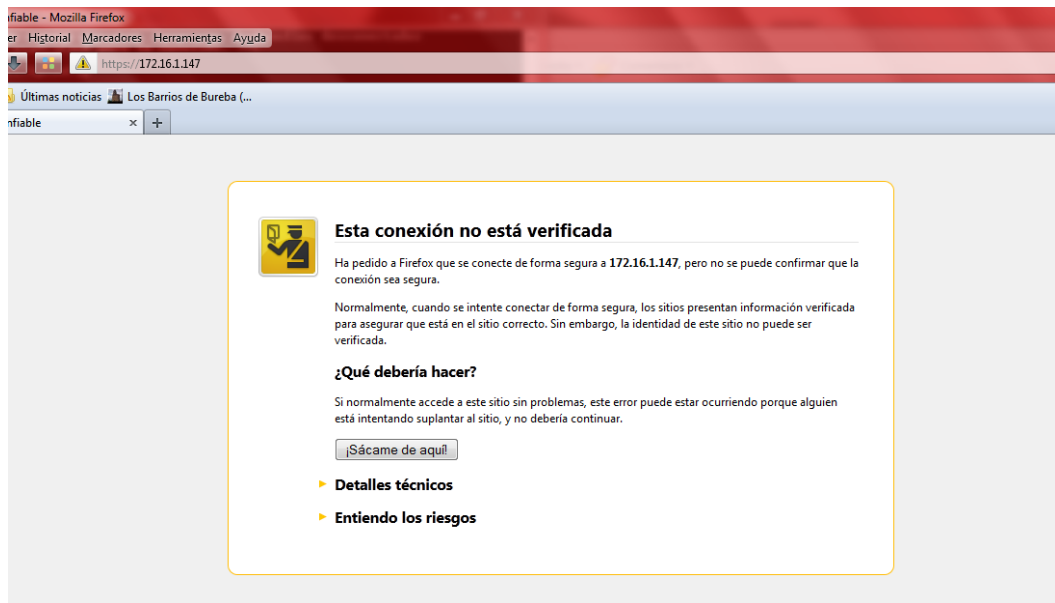 nfiable - Mozilla Firefox
er Historial Marcadores Herramientas Ayuda
https://172.16.1.147
Últimas noticias Los Barrios de Bureba (...
nfiable × +
Esta conexión no está verificada
Ha pedido a Firefox que se conecte de forma segura a 172.16.1.147, pero no se puede confirmar que la
conexión sea segura.
Normalmente, cuando se intente conectar de forma segura, los sitios presentan información verificada
para asegurar que está en el sitio correcto. Sin embargo, la identidad de este sitio no puede ser
verificada.
¿Qué debería hacer?
Si normalmente accede a este sitio sin problemas, este error puede estar ocurriendo porque alguien
está intentando suplantar al sitio, y no debería continuar.
¡Sácame de aquí!
Detalles técnicos
Entiendo los riesgos